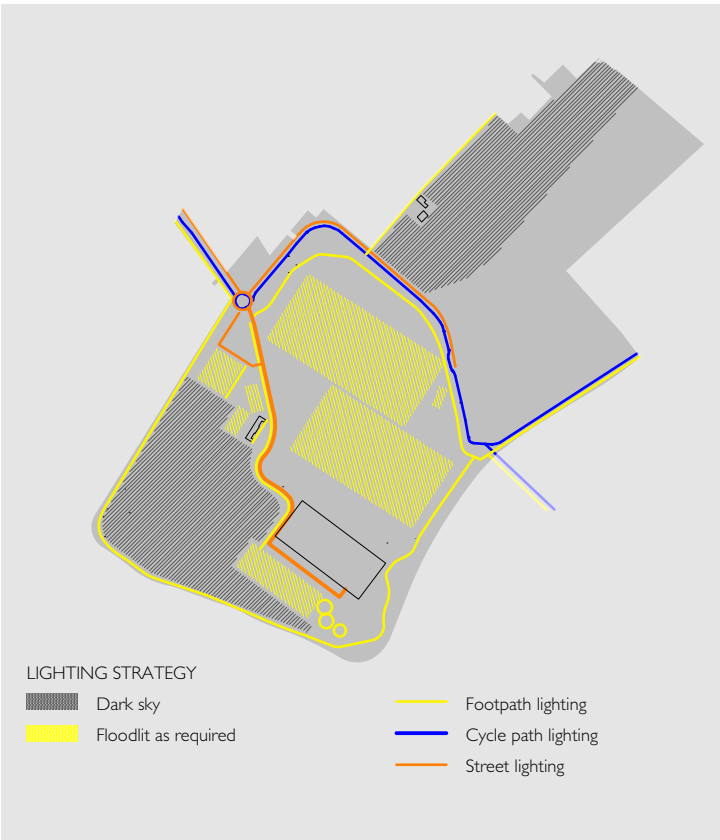 LIGHTING STRATEGY
Dark sky
Floodlit as required
Footpath lighting
Cycle path lighting
Street lighting